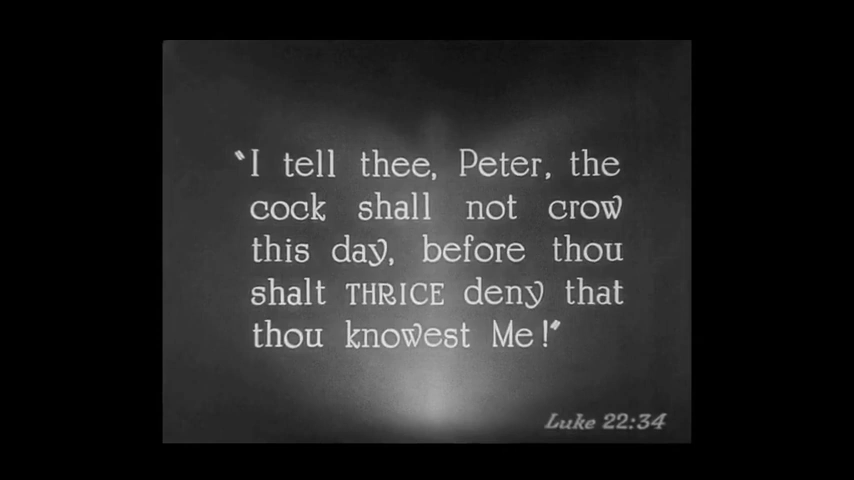 "I tell thee, Peter, the
cock shall not crow
this day, before thou
shalt THRICE deny that
thou knowest Me!"
Luke 22:34